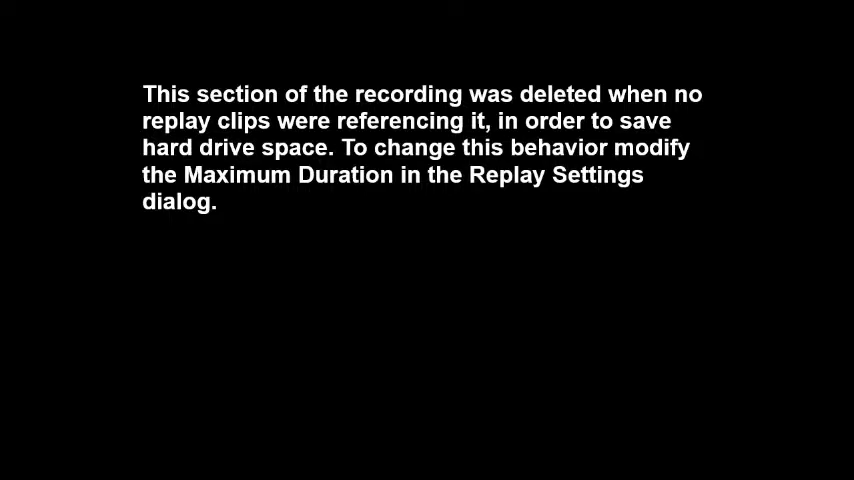 This section of the recording was deleted when no
replay clips were referencing it, in order to save
hard drive space. To change this behavior modify
the Maximum Duration in the Replay Settings
dialog.